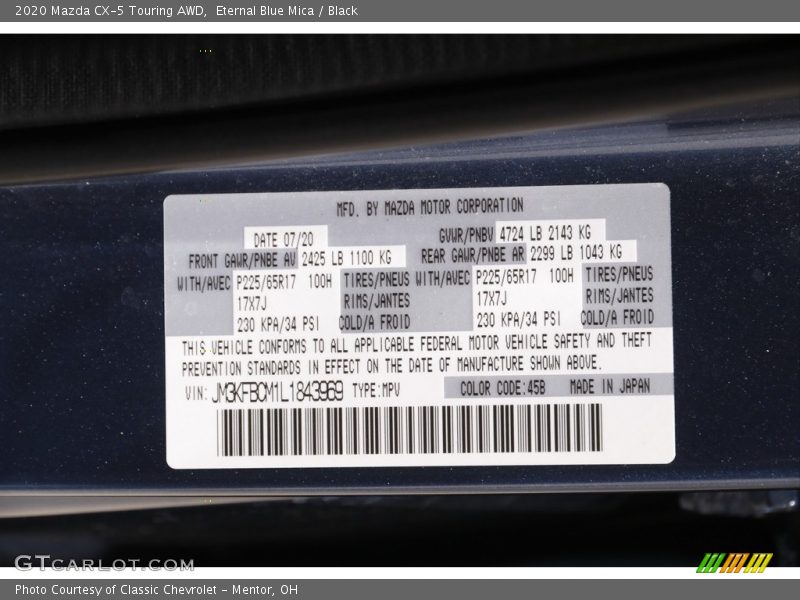 2020 Mazda CX-5 Touring AWD, Eternal Blue Mica / Black
MFD. BY MAZDA MOTOR CORPORATION
DATE 07/20 GVWR/PNBV 4724 LB 2143 KG
FRONT GAWR/PNBE AV 2425 LB 1100 KG REAR GAWR/PNBE AR 2299 LB 1043 KG
WITH/AVEC P225/65R17 100H TIRES/PNEUS WITH/AVEC P225/65R17 100H TIRES/PNEUS
17X7J RIMS/JANTES 17X7J RIMS/JANTES
230 KPA/34 PSI COLD/A FROID 230 KPA/34 PSI COLD/A FROID
THIS VEHICLE CONFORMS TO ALL APPLICABLE FEDERAL MOTOR VEHICLE SAFETY AND THEFT
PREVENTION STANDARDS IN EFFECT ON THE DATE OF MANUFACTURE SHOWN ABOVE.
VIN: JM3KFBCM1L1843969 TYPE:MPV COLOR CODE:45B MADE IN JAPAN
GTCARLOT.COM
Photo Courtesy of Classic Chevrolet - Mentor, OH